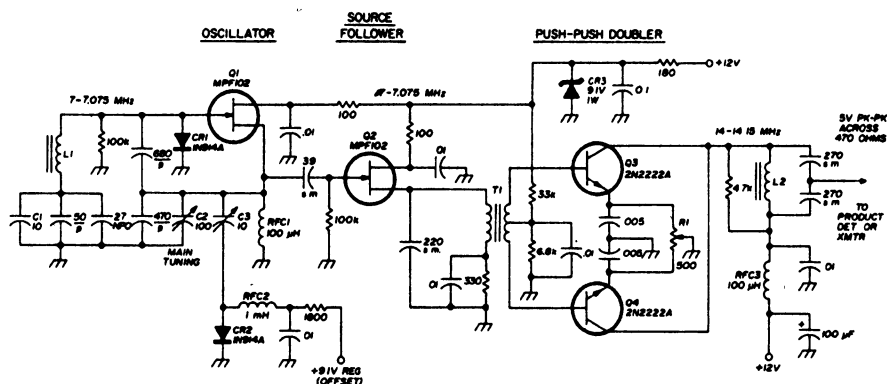 OSCILLATOR
SOURCE
FOLLOWER
PUSH-PUSH DOUBLER
Q1
MPF102
7-7.075 MHz
7-7.075 MHz
100
.01
100k
680
p
CR1
IN914A
L1
C1
10
50
p
27
NPO
470
p
C2
100
C3
10
MAIN
TUNING
RFC1
100 µH
39
s m
Q2
MPF102
100
.01
100k
220
s m.
.01
330
T1
RFC2
1 mH
1800
CR2
IN914A
.01
+9.1V REG
(OFFSET)
CR3
9.1V
1W
0.1
180
+12V
Q3
2N2222A
33k
6.8k
.01
.005
.005
R1
500
Q4
2N2222A
14-14.15 MHz
4.7k
L2
270
s m
270
s m
5V PK-PK
ACROSS
470 OHMS
TO
PRODUCT
DET OR
XMTR
RFC3
100 µH
.01
100 µF
+
+12V